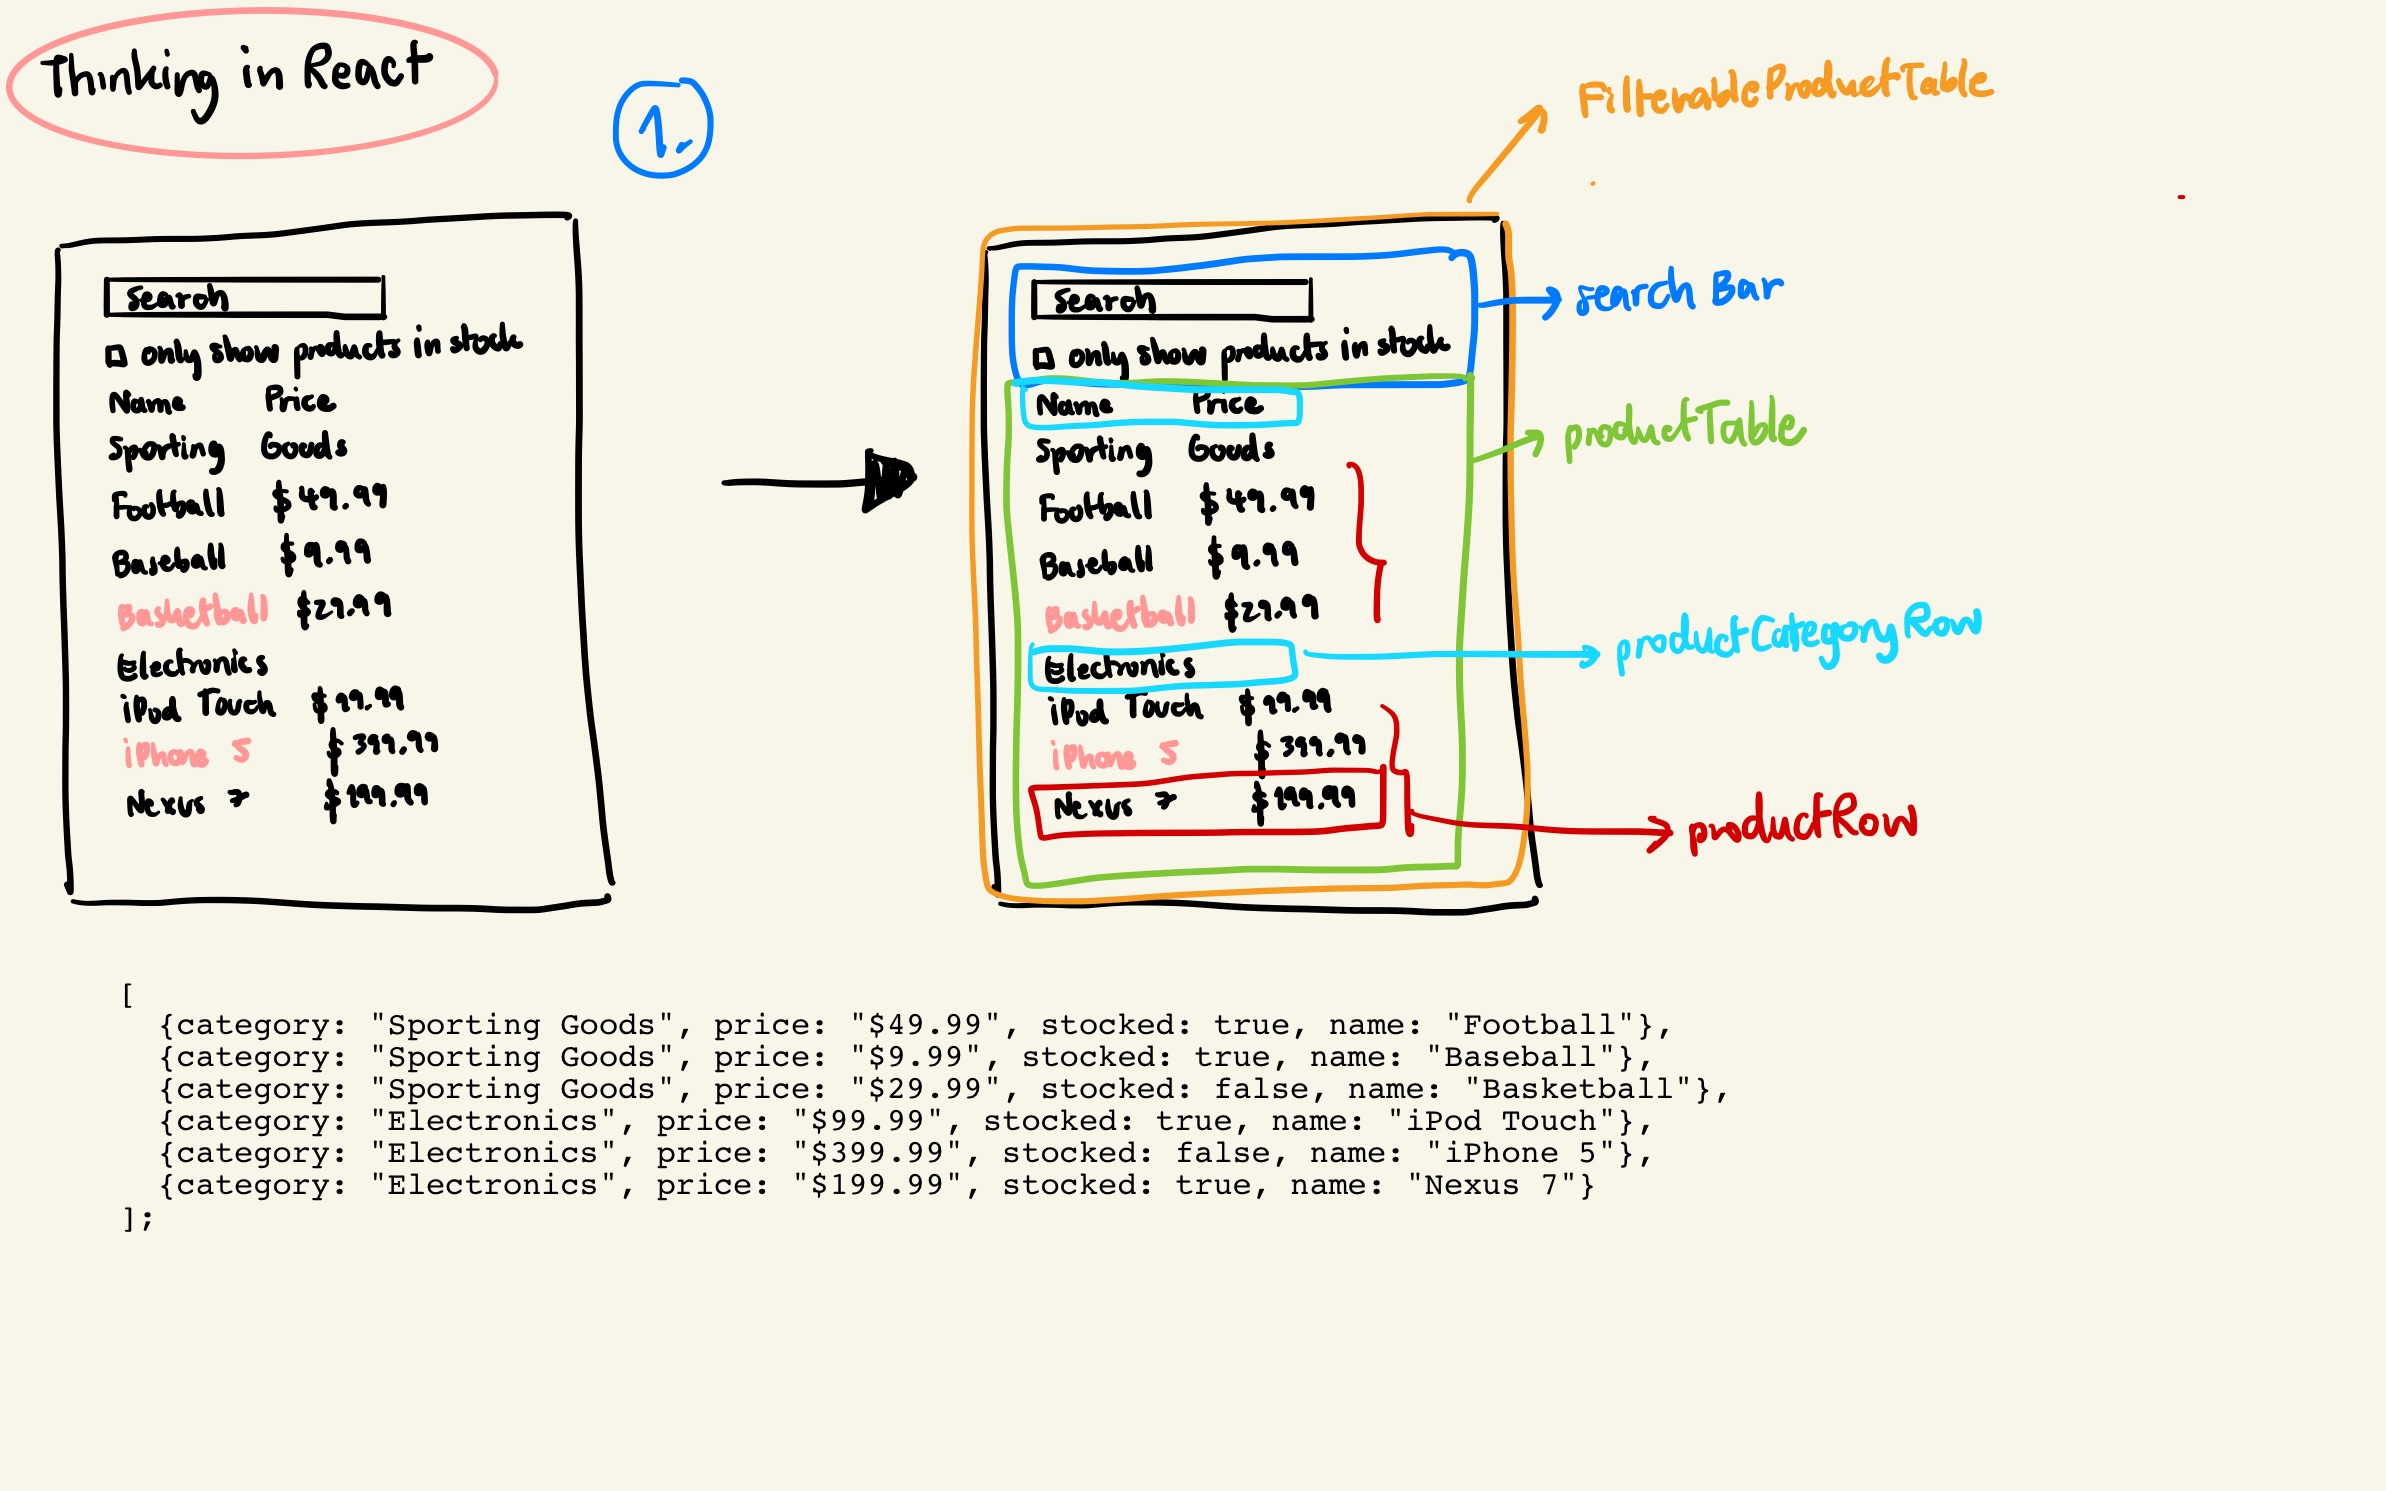 Thinking in React
1.
Search
only show products in stock
Name Price
Sporting Goods
Football $49.99
Baseball $9.99
Basketball $29.99
Electronics
iPod Touch $99.99
iPhone 5 $399.99
Nexus 7 $199.99
FilterableProductTable
Search
only show products in stock
search Bar
Name Price
productTable
Sporting Goods
Football $49.99
Baseball $9.99
Basketball $29.99
Electronics
productCategoryRow
iPod Touch $99.99
iPhone 5 $399.99
Nexus 7 $199.99
productRow
[
{category: "Sporting Goods", price: "$49.99", stocked: true, name: "Football"},
{category: "Sporting Goods", price: "$9.99", stocked: true, name: "Baseball"},
{category: "Sporting Goods", price: "$29.99", stocked: false, name: "Basketball"},
{category: "Electronics", price: "$99.99", stocked: true, name: "iPod Touch"},
{category: "Electronics", price: "$399.99", stocked: false, name: "iPhone 5"},
{category: "Electronics", price: "$199.99", stocked: true, name: "Nexus 7"}
];